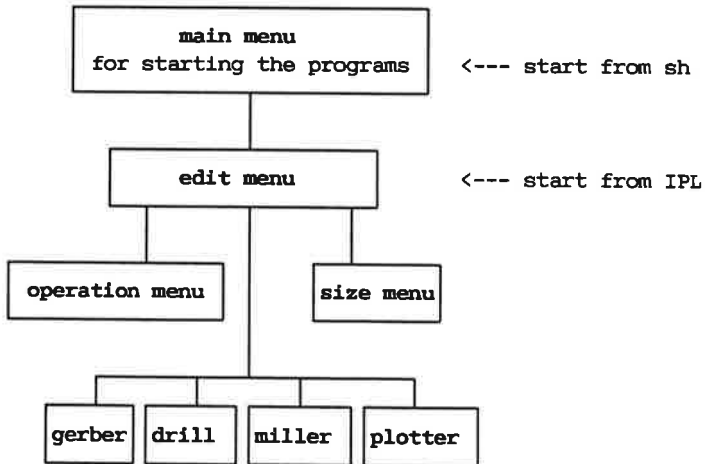 main menu
for starting the programs <--- start from sh
edit menu <--- start from IPL
operation menu size menu
gerber drill miller plotter